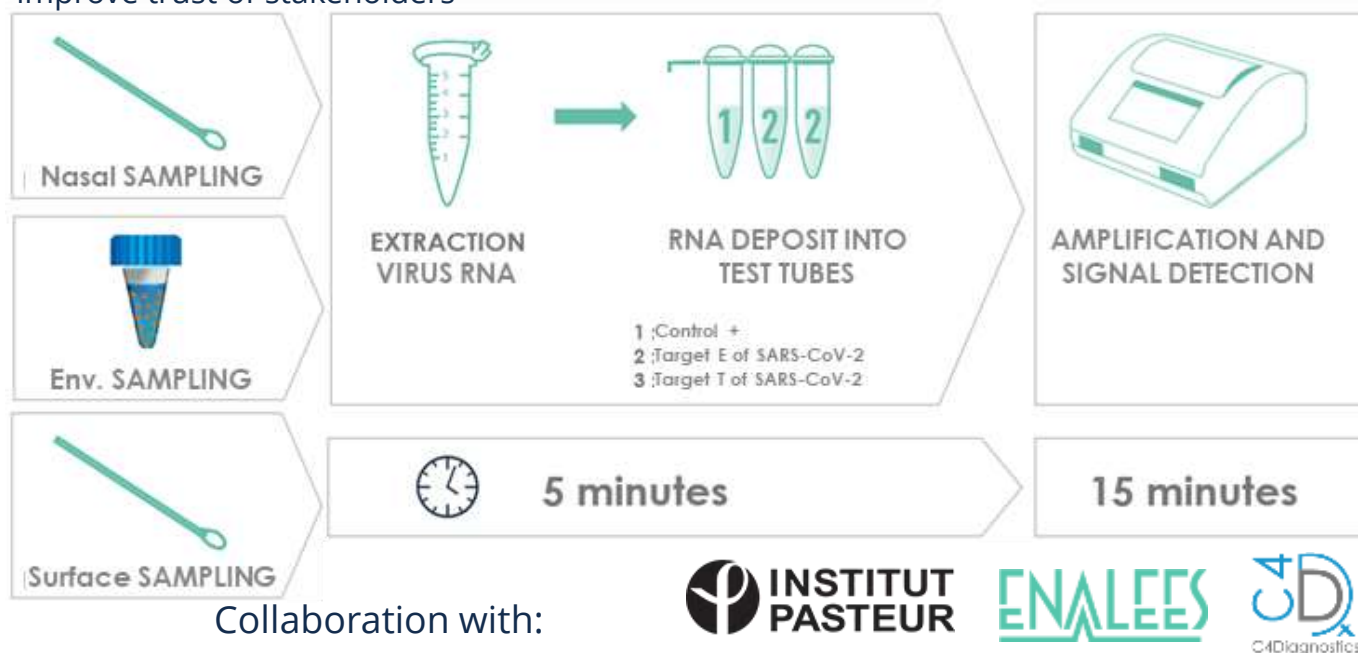 improve trust of stakeholders
Nasal SAMPLING
Env. SAMPLING
Surface SAMPLING
EXTRACTION
VIRUS RNA
1 2 2
RNA DEPOSIT INTO
TEST TUBES
1 :Control +
2 :Target E of SARS-CoV-2
3 :Target T of SARS-CoV-2
AMPLIFICATION AND
SIGNAL DETECTION
5 minutes
15 minutes
Collaboration with:
INSTITUT
PASTEUR
ENALEES
C4Dx
C4Diagnostics